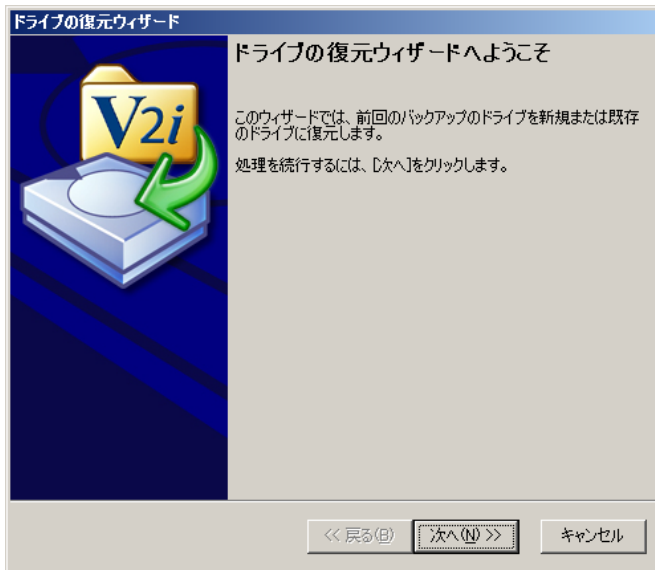 ドライブの復元ウィザード
ドライブの復元ウィザードへようこそ
V2i
このウィザードでは、前回のバックアップのドライブを新規または既存
のドライブに復元します。
処理を続行するには、[次へ]をクリックします。
<< 戻る(B)
次へ(N) >>
キャンセル